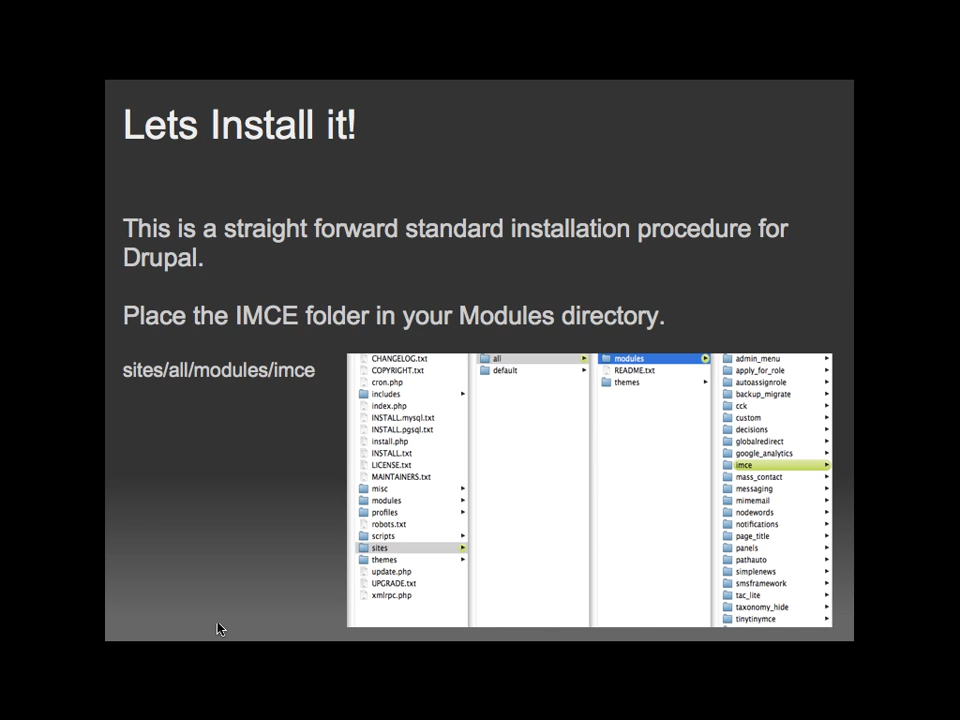 Lets Install it!
This is a straight forward standard installation procedure for
Drupal.
Place the IMCE folder in your Modules directory.
sites/all/modules/imce
CHANGELOG.txt
COPYRIGHT.txt
cron.php
includes
index.php
INSTALL.mysql.txt
INSTALL.pgsql.txt
install.php
INSTALL.txt
LICENSE.txt
MAINTAINERS.txt
misc
modules
profiles
robots.txt
scripts
sites
themes
update.php
UPGRADE.txt
xmlrpc.php
all
default
modules
README.txt
themes
admin_menu
apply_for_role
autoassignrole
backup_migrate
cck
custom
decisions
globalredirect
google_analytics
imce
mass_contact
messaging
mimemail
nodewords
notifications
page_title
panels
pathauto
simplenews
smsframework
tac_lite
taxonomy_hide
tinytinymce